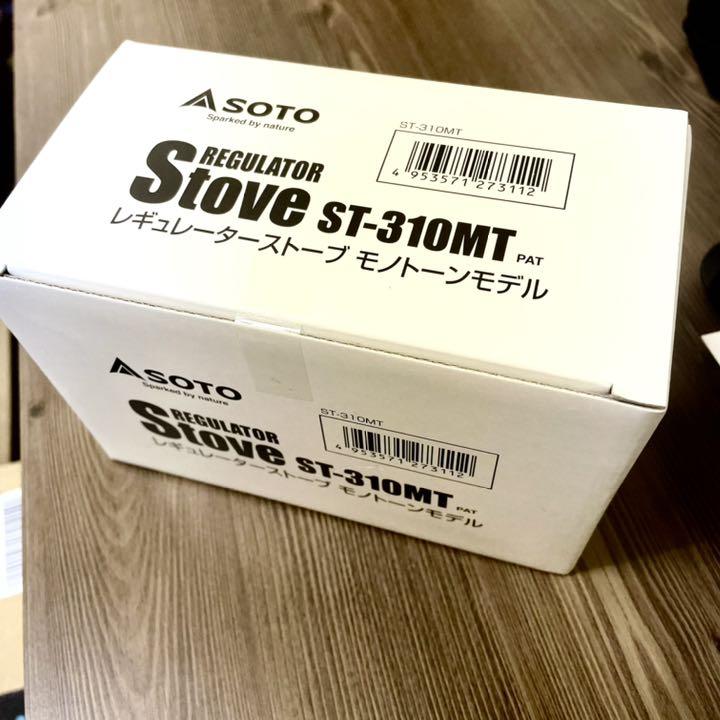 SOTO
Sparked by nature
REGULATOR
Stove ST-310MT PAT
レギュレーターストーブ モノトーンモデル
ST-310MT
4 953571 273112
SOTO
Sparked by nature
REGULATOR
Stove ST-310MT PAT
レギュレーターストーブ モノトーンモデル
ST-310MT
4 953571 273112